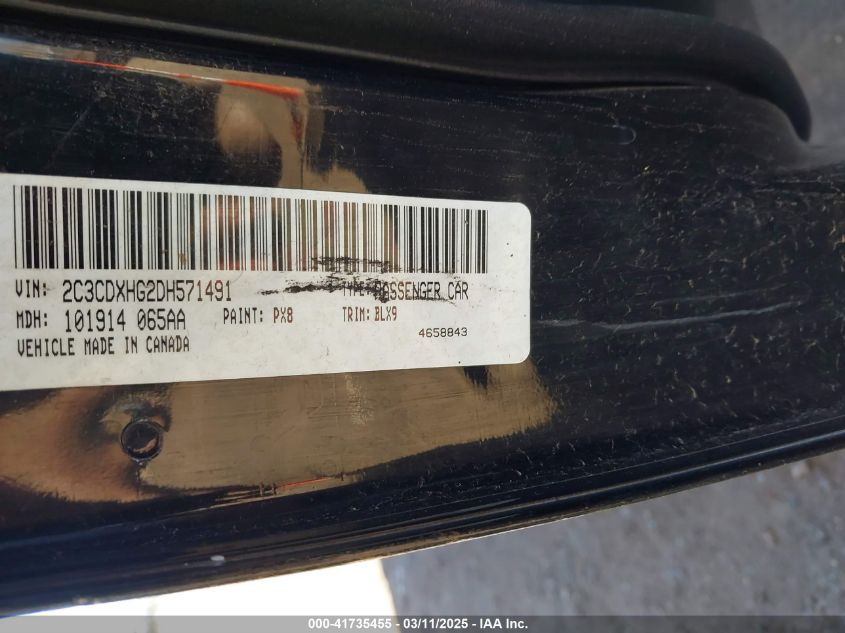 VIN: 2C3CDXHG2DH571491 TYPE: PASSENGER CAR
MDH: 101914 065AA PAINT: PX8 TRIM: BLX9
4658843
VEHICLE MADE IN CANADA
000-41735455 - 03/11/2025 - IAA Inc.